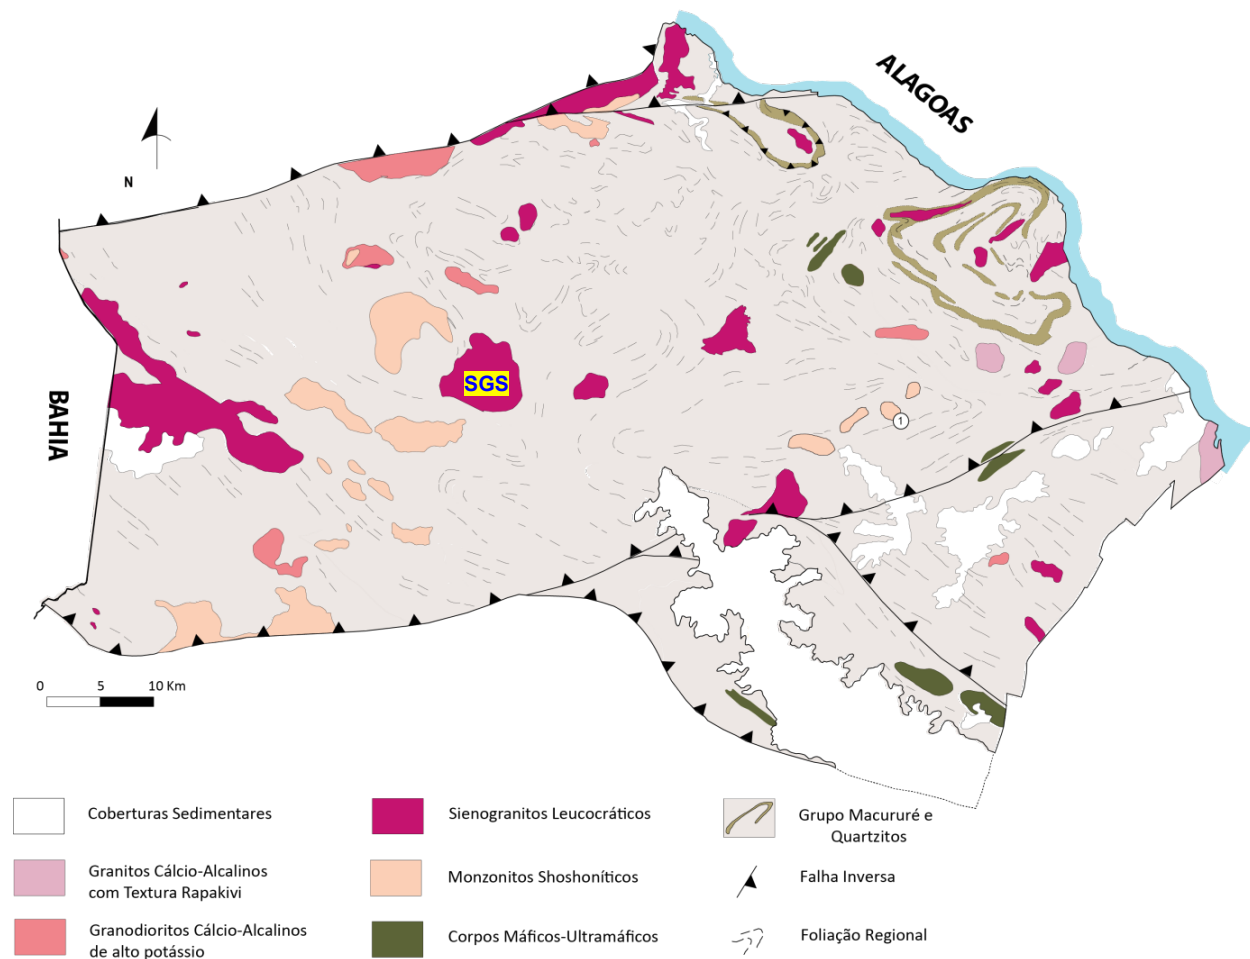 ALAGOAS
N
SGS
BAHIA
1
0 5 10 Km
Coberturas Sedimentares
Granitos Cálcio-Alcalinos
com Textura Rapakivi
Granodioritos Cálcio-Alcalinos
de alto potássio
Sienogranitos Leucocráticos
Monzonitos Shoshoníticos
Corpos Máficos-Ultramáficos
Grupo Macururé e
Quartzitos
Falha Inversa
Foliação Regional